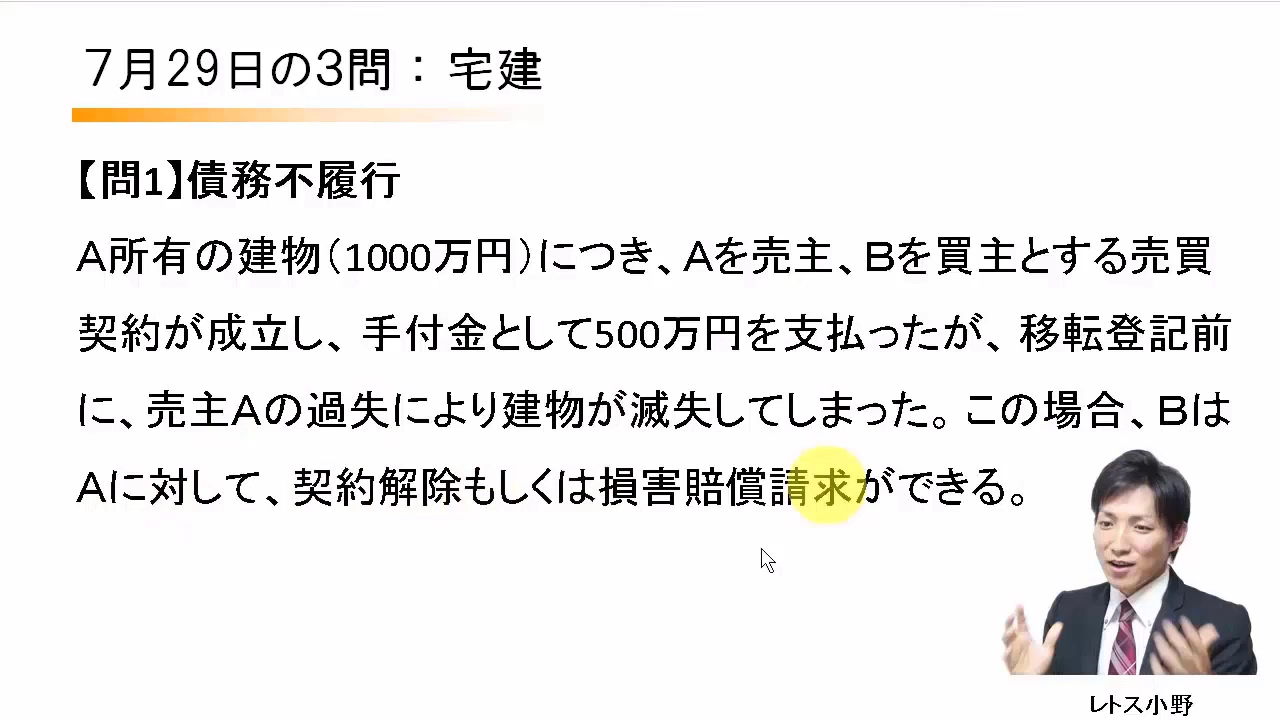 ７月29日の３問：宅建
【問1】債務不履行
Ａ所有の建物（1000万円）につき、Ａを売主、Ｂを買主とする売買
契約が成立し、手付金として500万円を支払ったが、移転登記前
に、売主Ａの過失により建物が滅失してしまった。この場合、Ｂは
Ａに対して、契約解除もしくは損害賠償請求ができる。
レトス小野